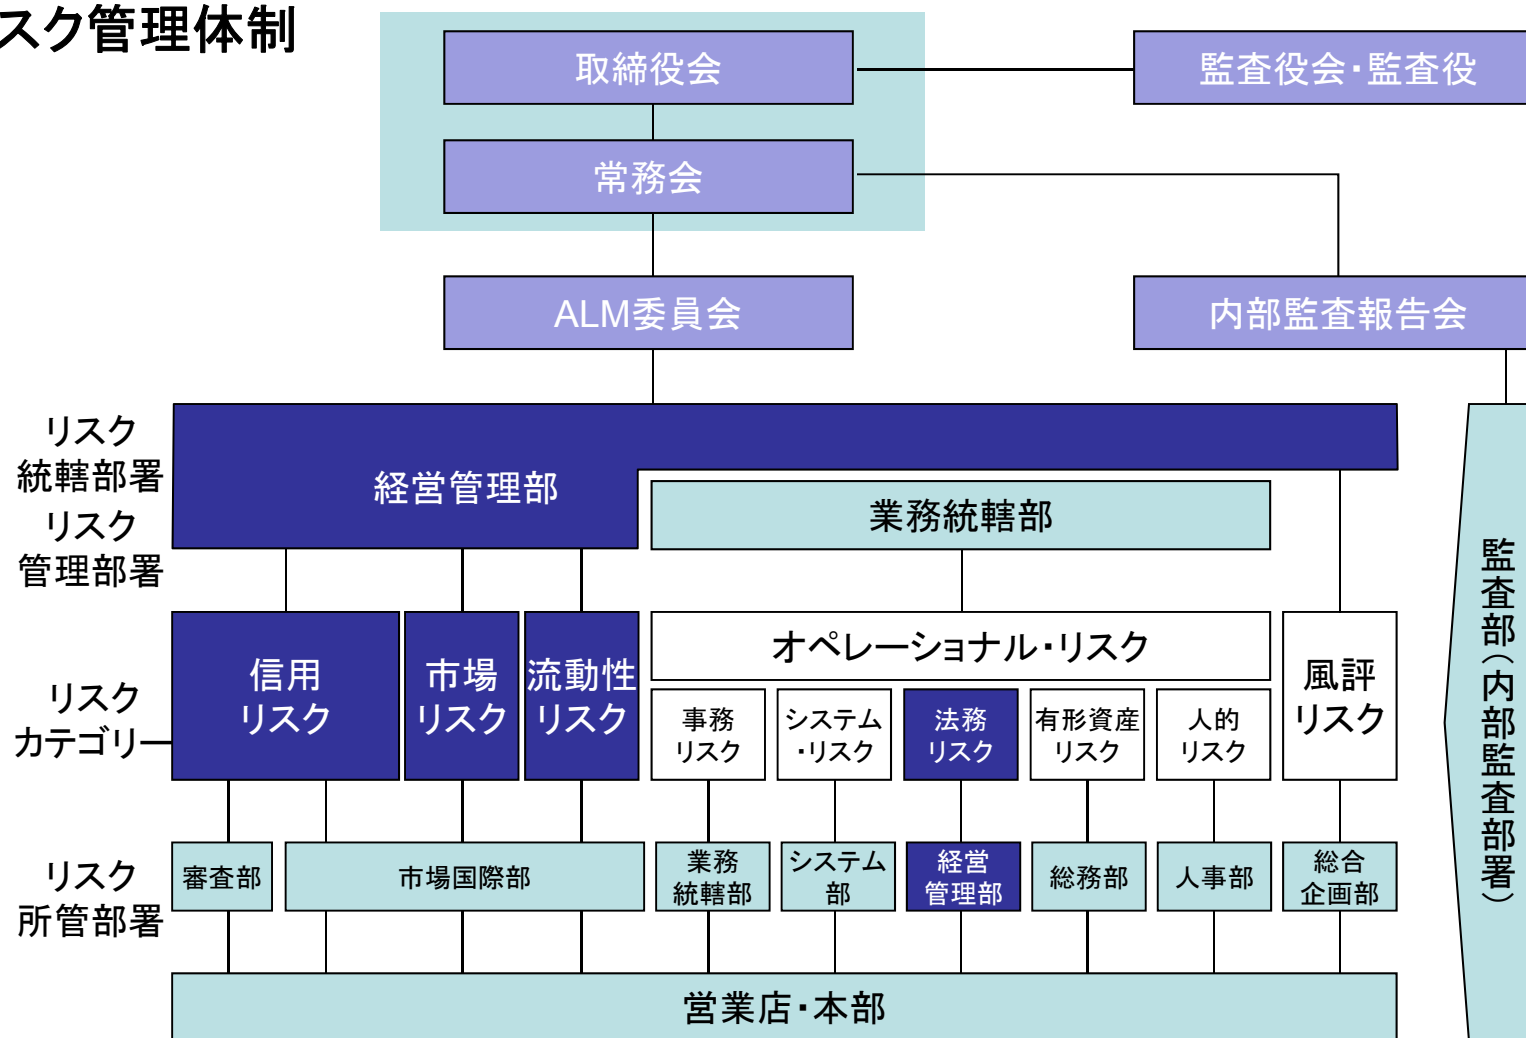 スク管理体制
取締役会
監査役会・監査役
常務会
ALM委員会
内部監査報告会
リスク
統轄部署
リスク
管理部署
経営管理部
業務統轄部
リスク
カテゴリー
信用
リスク
市場
リスク
流動性
リスク
オペレーショナル・リスク
事務
リスク
システム
・リスク
法務
リスク
有形資産
リスク
人的
リスク
風評
リスク
リスク
所管部署
審査部
市場国際部
業務
統轄部
システム
部
経営
管理部
総務部
人事部
総合
企画部
営業店・本部
監査部（内部監査部署）